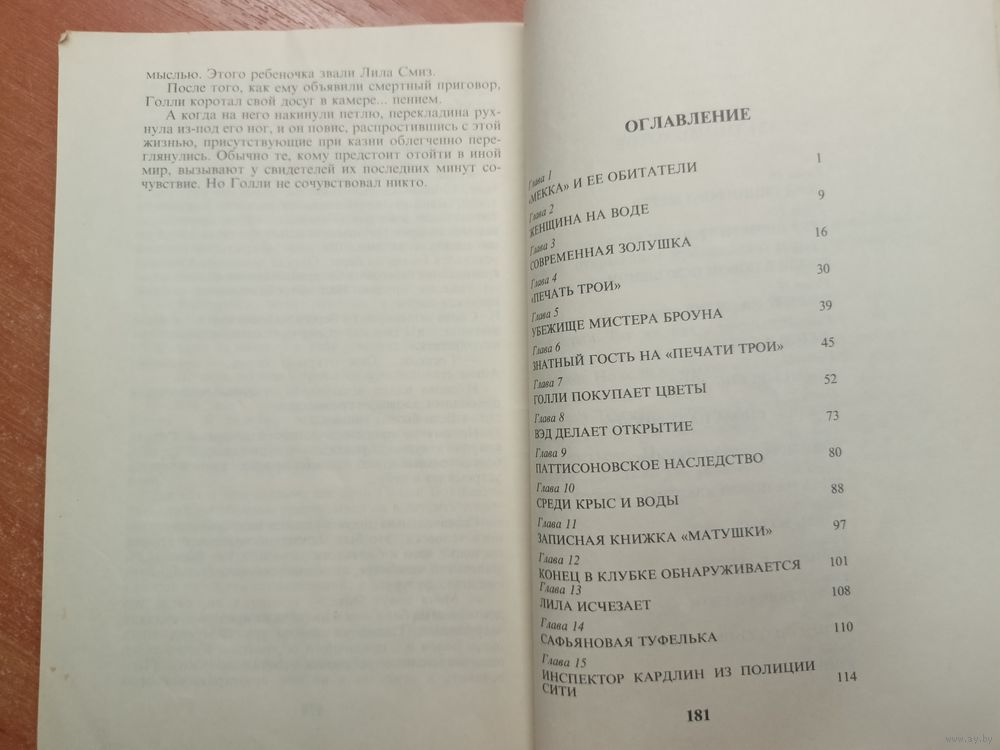 мыслью. Этого ребеночка звали Лила Смиз.
После того, как ему объявили смертный приговор,
Голли коротал свой досуг в камере... пением.
А когда на него накинули петлю, перекладина рух-
нула из-под его ног, и он повис, распростившись с этой
жизнью, присутствующие при казни облегченно пере-
глянулись. Обычно те, кому предстоит отойти в иной
мир, вызывают у свидетелей их последних минут со-
чувствие. Но Голли не сочувствовал никто.
ОГЛАВЛЕНИЕ
Глава 1
«МЕККА» И ЕЕ ОБИТАТЕЛИ 1
Глава 2
ЖЕНЩИНА НА ВОДЕ 9
Глава 3
СОВРЕМЕННАЯ ЗОЛУШКА 16
Глава 4
«ПЕЧАТЬ ТРОИ» 30
Глава 5
УБЕЖИЩЕ МИСТЕРА БРОУНА 39
Глава 6
ЗНАТНЫЙ ГОСТЬ НА «ПЕЧАТИ ТРОИ» 45
Глава 7
ГОЛЛИ ПОКУПАЕТ ЦВЕТЫ 52
Глава 8
ВЭД ДЕЛАЕТ ОТКРЫТИЕ 73
Глава 9
ПАТТИСОНОВСКОЕ НАСЛЕДСТВО 80
Глава 10
СРЕДИ КРЫС И ВОДЫ 88
Глава 11
ЗАПИСНАЯ КНИЖКА «МАТУШКИ» 97
Глава 12
КОНЕЦ В КЛУБКЕ ОБНАРУЖИВАЕТСЯ 101
Глава 13
ЛИЛА ИСЧЕЗАЕТ 108
Глава 14
САФЬЯНОВАЯ ТУФЕЛЬКА 110
Глава 15
ИНСПЕКТОР КАРДЛИН ИЗ ПОЛИЦИИ
СИТИ 114
181
www.ay.by